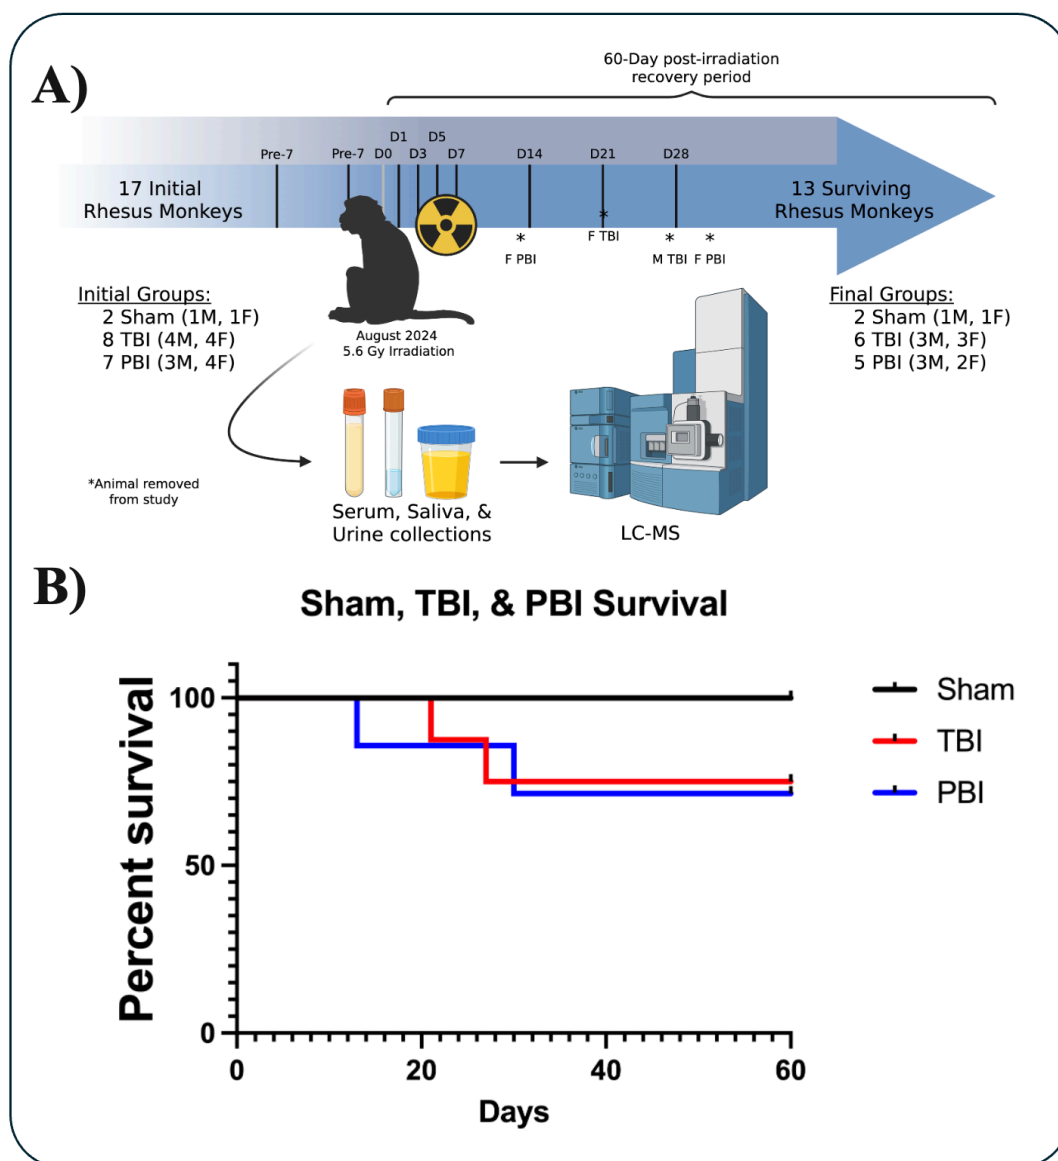 A)
60-Day post-irradiation
recovery period
D1
D5
Pre-7
Pre-7
D0
D3
D7
D14
D21
D28
17 Initial
Rhesus Monkeys
13 Surviving
Rhesus Monkeys
*
F PBI
*
F TBI
*
M TBI
*
F PBI
Initial Groups:
2 Sham (1M, 1F)
8 TBI (4M, 4F)
7 PBI (3M, 4F)
August 2024
5.6 Gy Irradiation
Final Groups:
2 Sham (1M, 1F)
6 TBI (3M, 3F)
5 PBI (3M, 2F)
*Animal removed
from study
Serum, Saliva, &
Urine collections
LC-MS
B)
Sham, TBI, & PBI Survival
Percent survival
100
50
0
0
20
40
60
Days
Sham
TBI
PBI